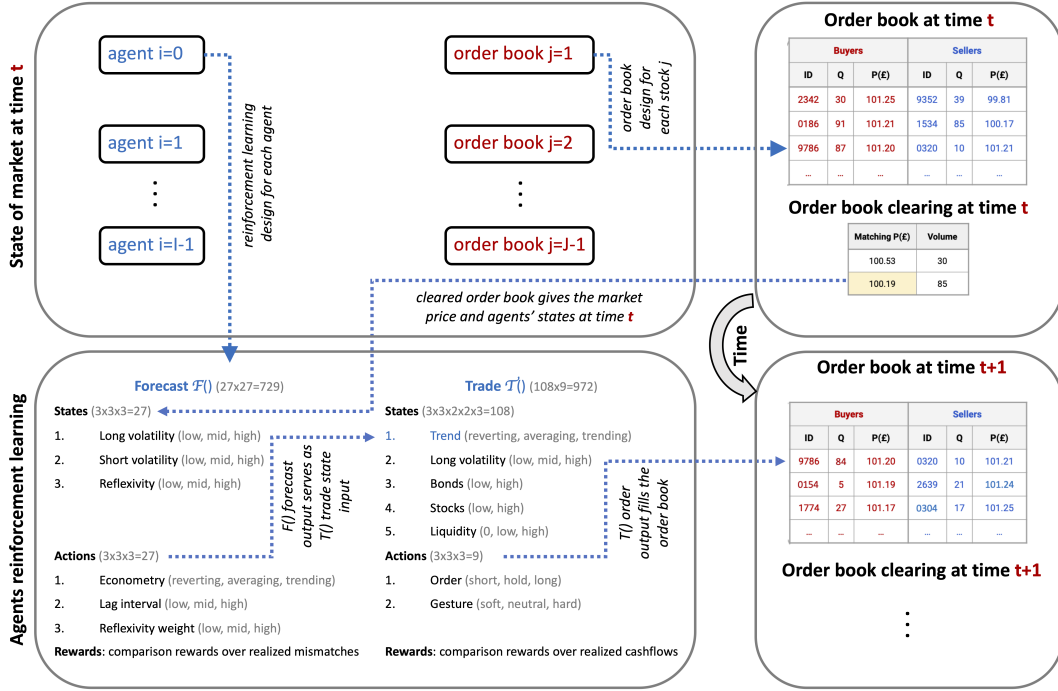 State of market at time t
agent i=0
agent i=1
agent i=I-1
reinforcement learning
design for each agent
order book j=1
order book j=2
order book j=J-1
order book
design for
each stock j
cleared order book gives the market
price and agents' states at time t
Order book at time t
Buyers Sellers
ID Q P(£) ID Q P(£)
2342 30 101.25 9352 39 99.81
0186 91 101.21 1534 85 100.17
9786 87 101.20 0320 10 101.21
... ... ... ...
Order book clearing at time t
Matching P(£) Volume
100.53 30
100.19 85
Time
Agents reinforcement learning
Forecast F() (27x27=729)
States (3x3x3=27)
1. Long volatility (low, mid, high)
2. Short volatility (low, mid, high)
3. Reflexivity (low, mid, high)
Actions (3x3x3=27)
1. Econometry (reverting, averaging, trending)
2. Lag interval (low, mid, high)
3. Reflexivity weight (low, mid, high)
Rewards: comparison rewards over realized mismatches
F() forecast
output serves as
T() trade state
input
Trade T() (108x9=972)
States (3x3x2x2x3=108)
1. Trend (reverting, averaging, trending)
2. Long volatility (low, mid, high)
3. Bonds (low, high)
4. Stocks (low, high)
5. Liquidity (0, low, high)
Actions (3x3x3=9)
1. Order (short, hold, long)
2. Gesture (soft, neutral, hard)
Rewards: comparison rewards over realized cashflows
T() order
output fills the
order book
Order book at time t+1
Buyers Sellers
ID Q P(£) ID Q P(£)
9786 84 101.20 0320 10 101.21
0154 5 101.19 2639 21 101.24
1774 27 101.17 0304 17 101.25
... ... ... ... ... ...
Order book clearing at time t+1